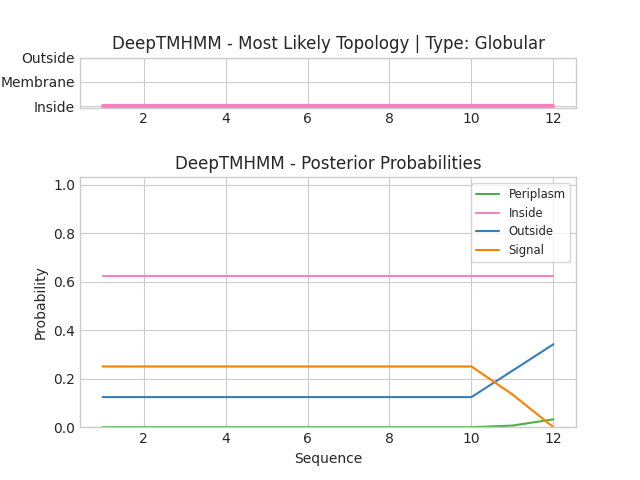 DeepTMHMM - Most Likely Topology | Type: Globular
Outside
Membrane
Inside
2 4 6 8 10 12
DeepTMHMM - Posterior Probabilities
1.0
0.8
0.6
0.4
0.2
0.0
Probability
Periplasm
Inside
Outside
Signal
2 4 6 8 10 12
Sequence